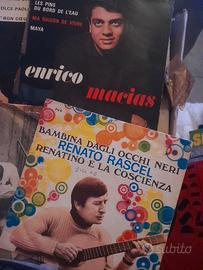 LES PINS
DU BORD DE L'EAU
MA MAISON DE
MAYA
enrico
macias
BAMBINA DAGLI OCCHI NERI
RENATO RASCEL
RENATINO E LA COSCIENZA
subito